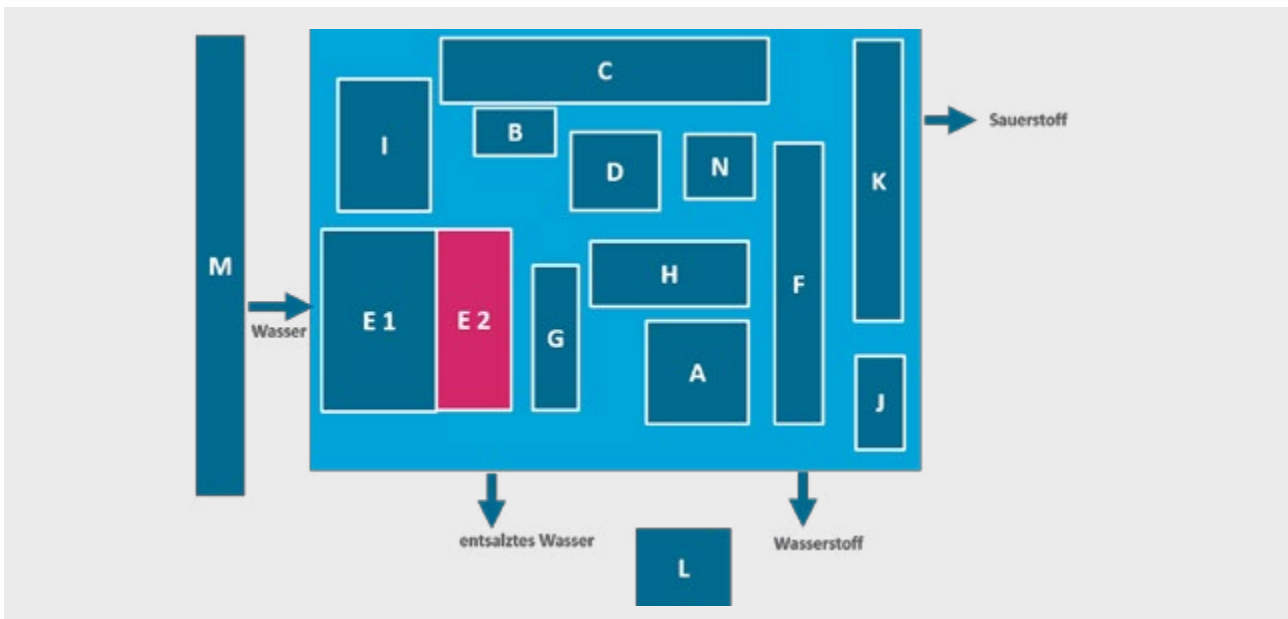 C
I
B
D
N
K
Sauerstoff
M
Wasser
E 1
E 2
G
H
F
A
J
entsalztes Wasser
Wasserstoff
L